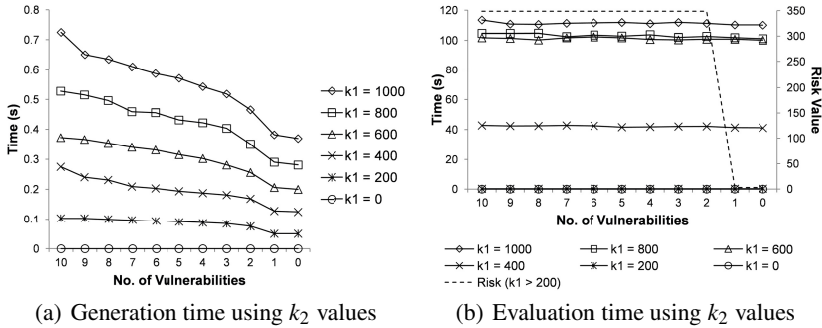 0.8
0.7
0.6
0.5
0.4
0.3
0.2
0.1
0
Time (s)
10 9 8 7 6 5 4 3 2 1 0
No. of Vulnerabilities
k1 = 1000
k1 = 800
k1 = 600
k1 = 400
k1 = 200
k1 = 0
(a) Generation time using k₂ values
120
100
80
60
40
20
0
Time (s)
350
300
250
200
150
100
50
0
Risk Value
10 9 8 7 6 5 4 3 2 1 0
No. of Vulnerabilities
k1 = 1000 k1 = 800 k1 = 600
k1 = 400 k1 = 200 k1 = 0
Risk (k1 > 200)
(b) Evaluation time using k₂ values